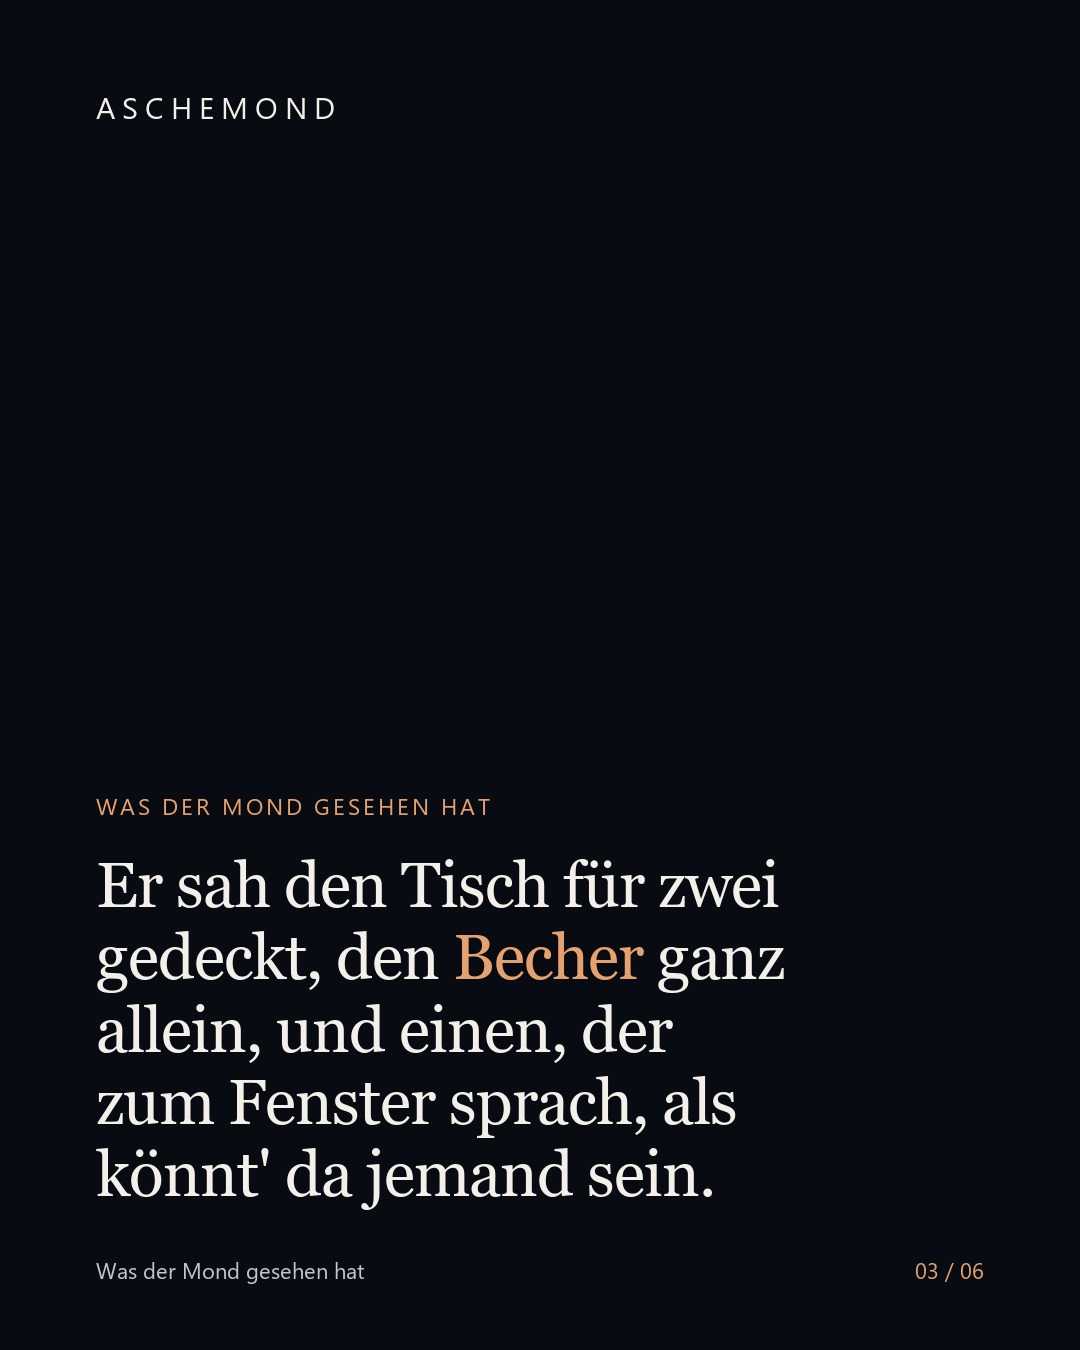 ASCHEMOND
WAS DER MOND GESEHEN HAT
Er sah den Tisch für zwei
gedeckt, den Becher ganz
allein, und einen, der
zum Fenster sprach, als
könnt' da jemand sein.
Was der Mond gesehen hat
03 / 06